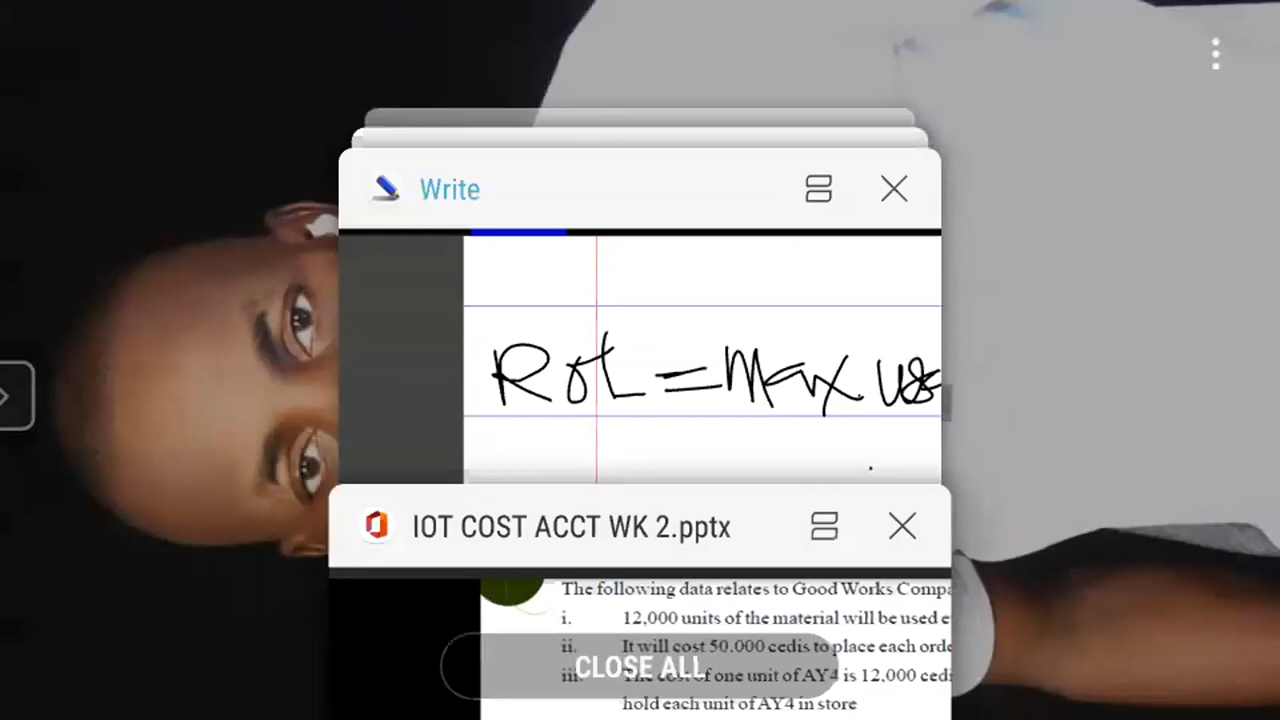 Write
RoL = Max. us
IOT COST ACCT WK 2.pptx
The following data relates to Good Works Compa
i. 12,000 units of the material will be used e
ii. It will cost 50.000 cedis to place each orde
CLOSE ALL
iii. The cost of one unit of AY4 is 12,000 cedi
hold each unit of AY4 in store